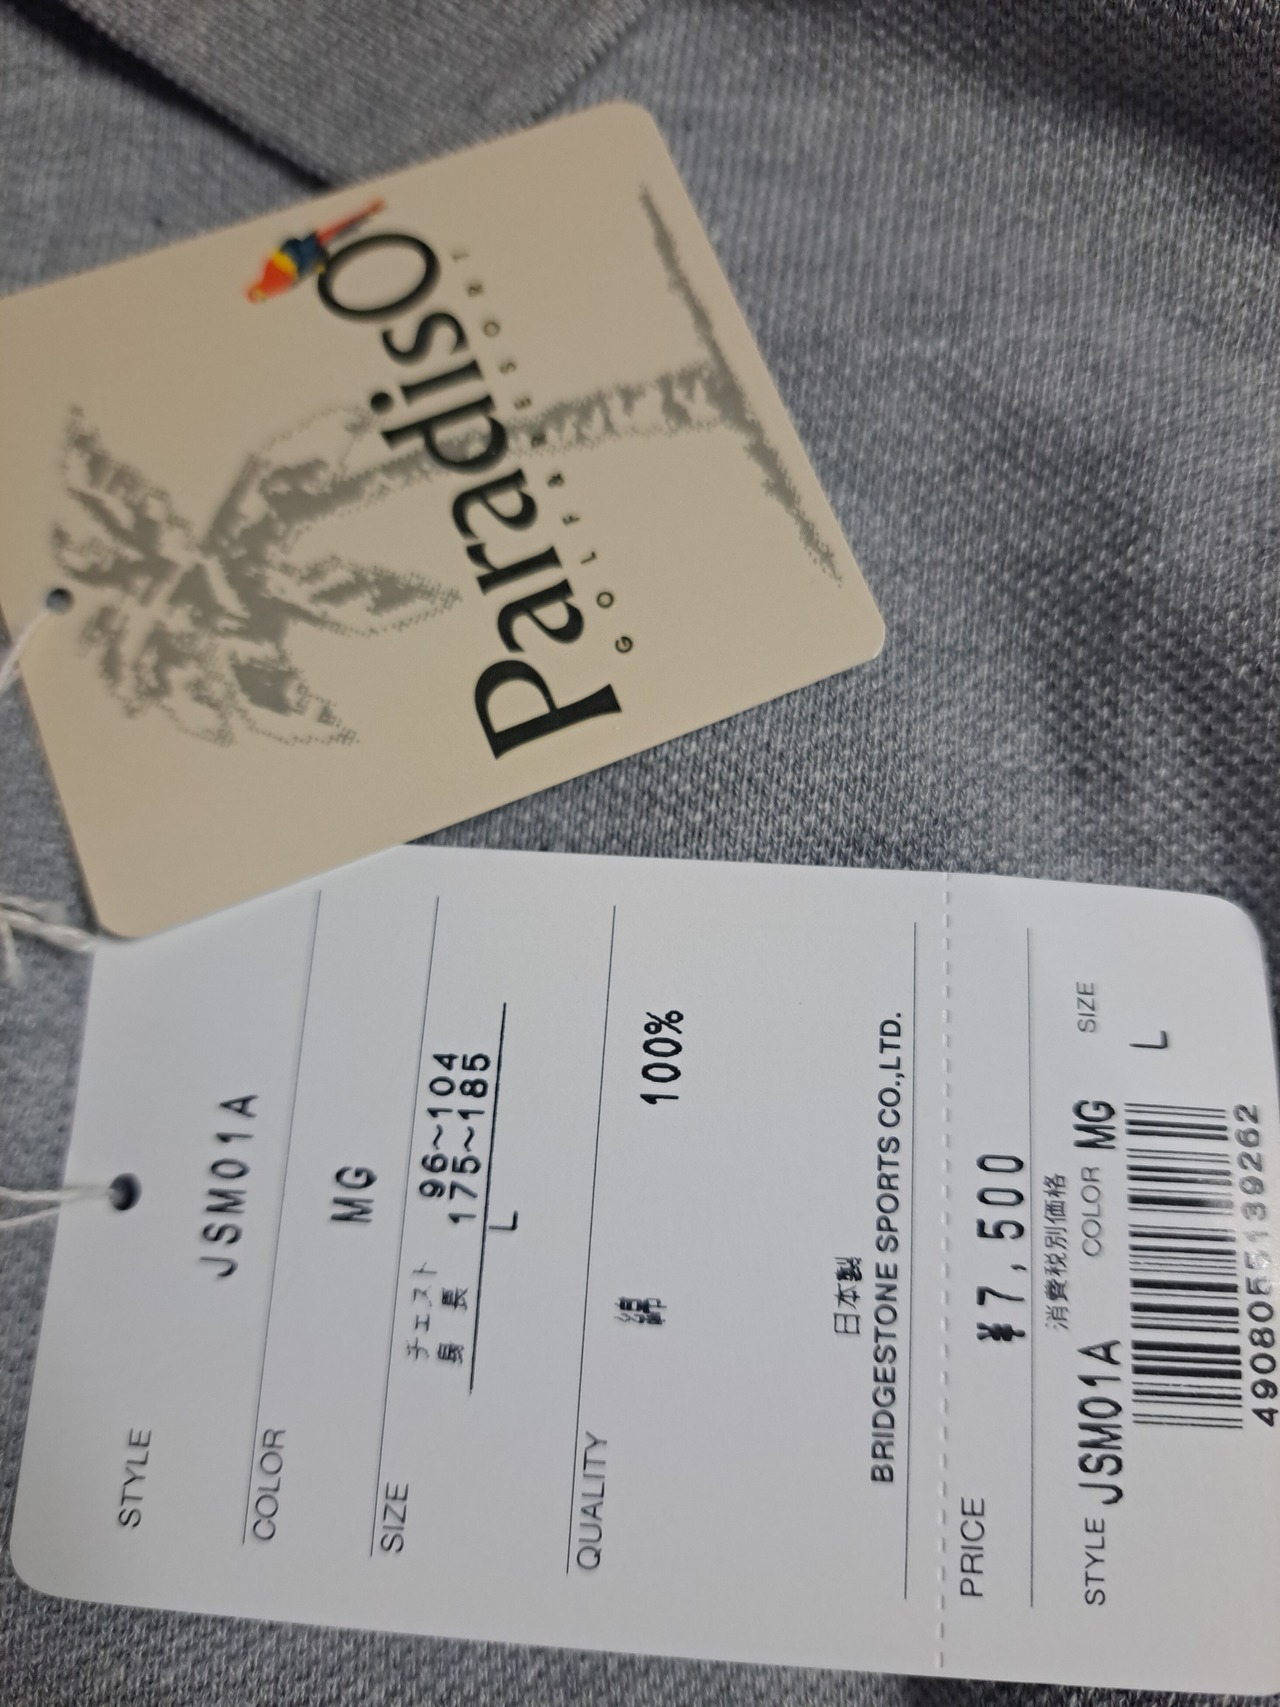 ParadisO
GOLF & RESORT
STYLE
JSM01A
COLOR
MG
SIZE
チェスト 96~104
身長 175~185
L
QUALITY
綿 100%
日本製
BRIDGESTONE SPORTS CO.,LTD.
PRICE
¥7,500
消費税別価格
STYLE JSM01A COLOR MG SIZE L
4908055139262